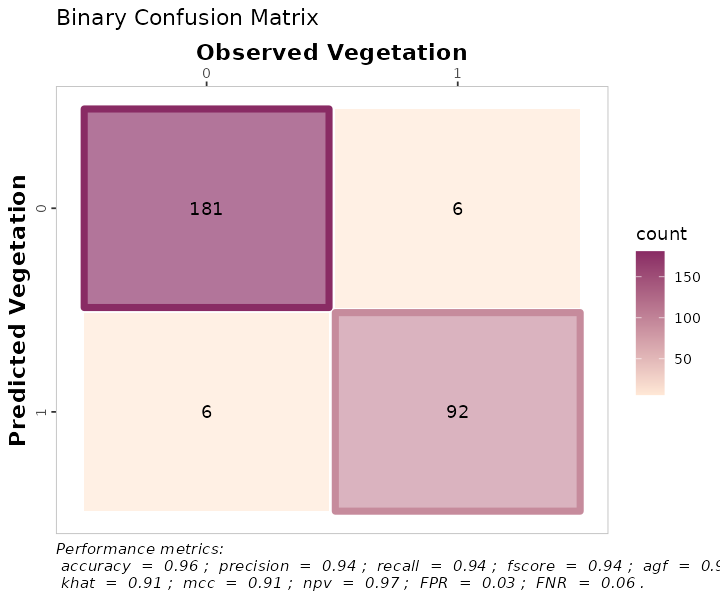 Binary Confusion Matrix
Observed Vegetation
0 1
Predicted Vegetation
0
181 6
1
6 92
count
150
100
50
Performance metrics:
accuracy = 0.96 ; precision = 0.94 ; recall = 0.94 ; fscore = 0.94 ; agf =
khat = 0.91 ; mcc = 0.91 ; npv = 0.97 ; FPR = 0.03 ; FNR = 0.06 .